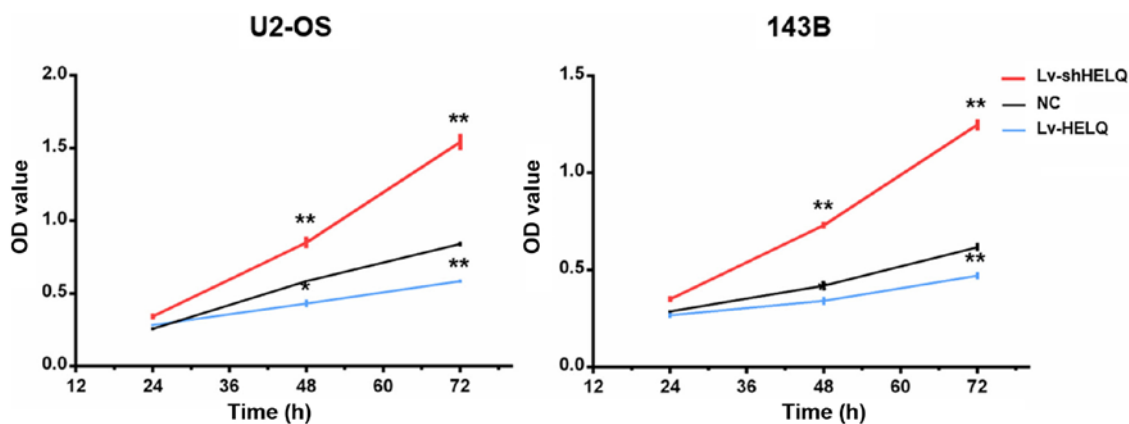 U2-OS
OD value
2.0
1.5
1.0
0.5
0.0
**
**
*
**
12 24 36 48 60 72
Time (h)
143B
OD value
1.5
1.0
0.5
0.0
**
**
*
**
12 24 36 48 60 72
Time (h)
Lv-shHELQ
NC
Lv-HELQ